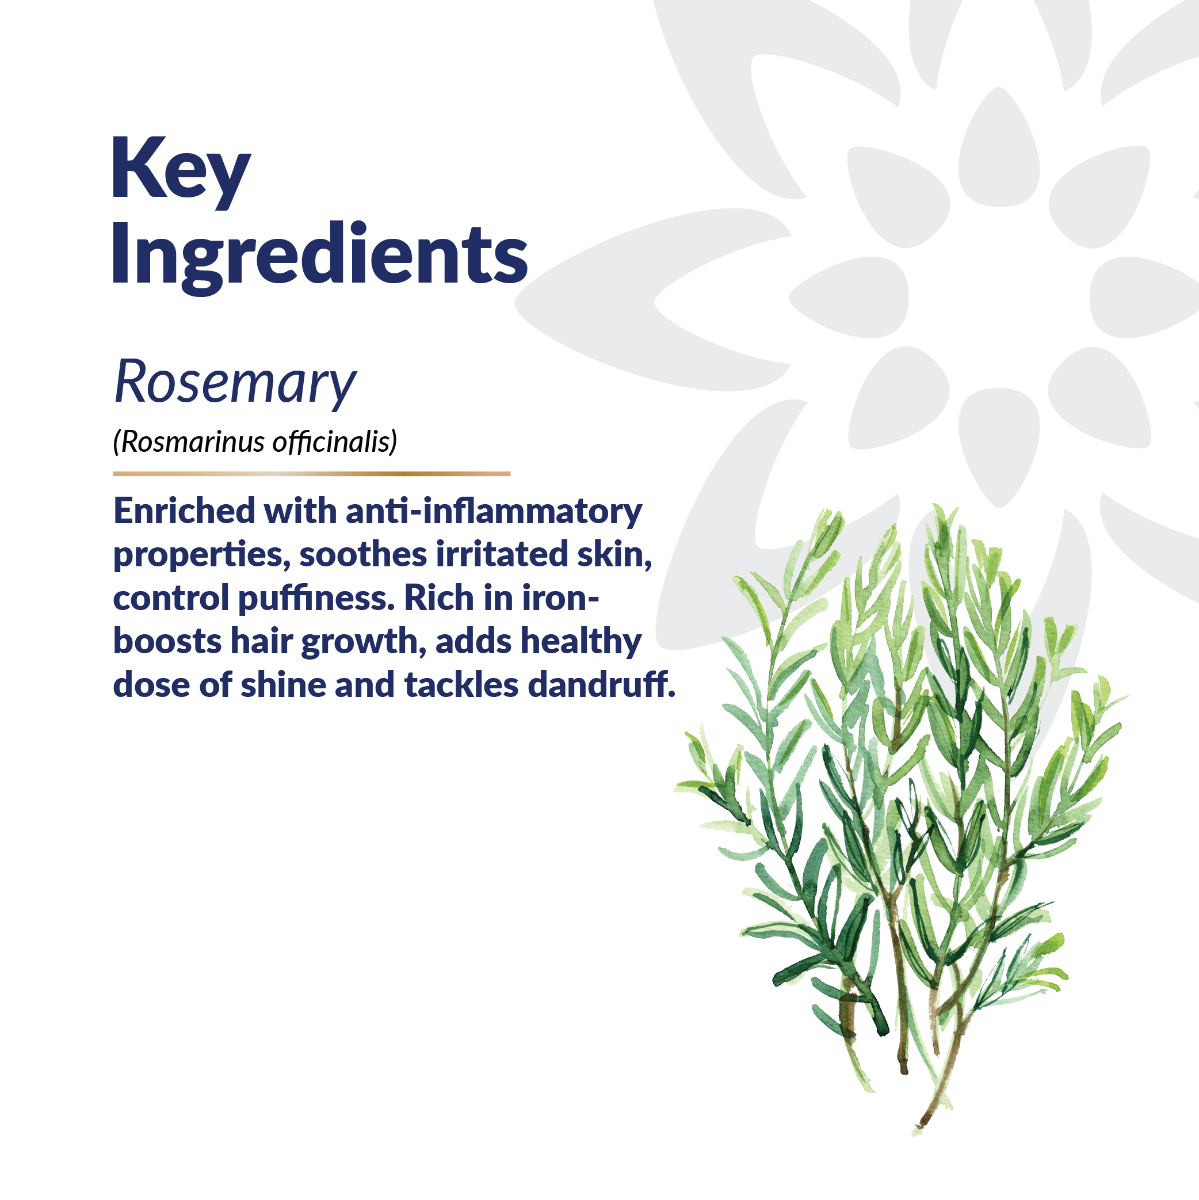 Key
Ingredients
Rosemary
(Rosmarinus officinalis)
Enriched with anti-inflammatory
properties, soothes irritated skin,
control puffiness. Rich in iron-
boosts hair growth, adds healthy
dose of shine and tackles dandruff.